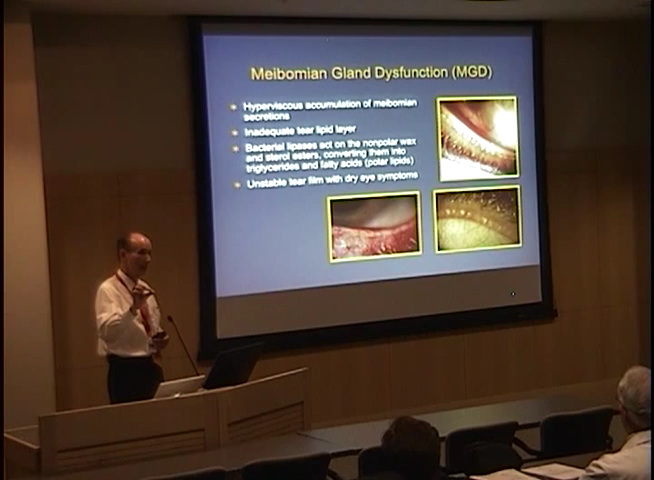 Meibomian Gland Dysfunction (MGD)
Hyperviscous accumulation of meibomian
secretions
Inadequate tear lipid layer
Bacterial lipases act on the nonpolar wax
and sterol esters, converting them into
triglycerides and fatty acids (polar lipids)
Unstable tear film with dry eye symptoms